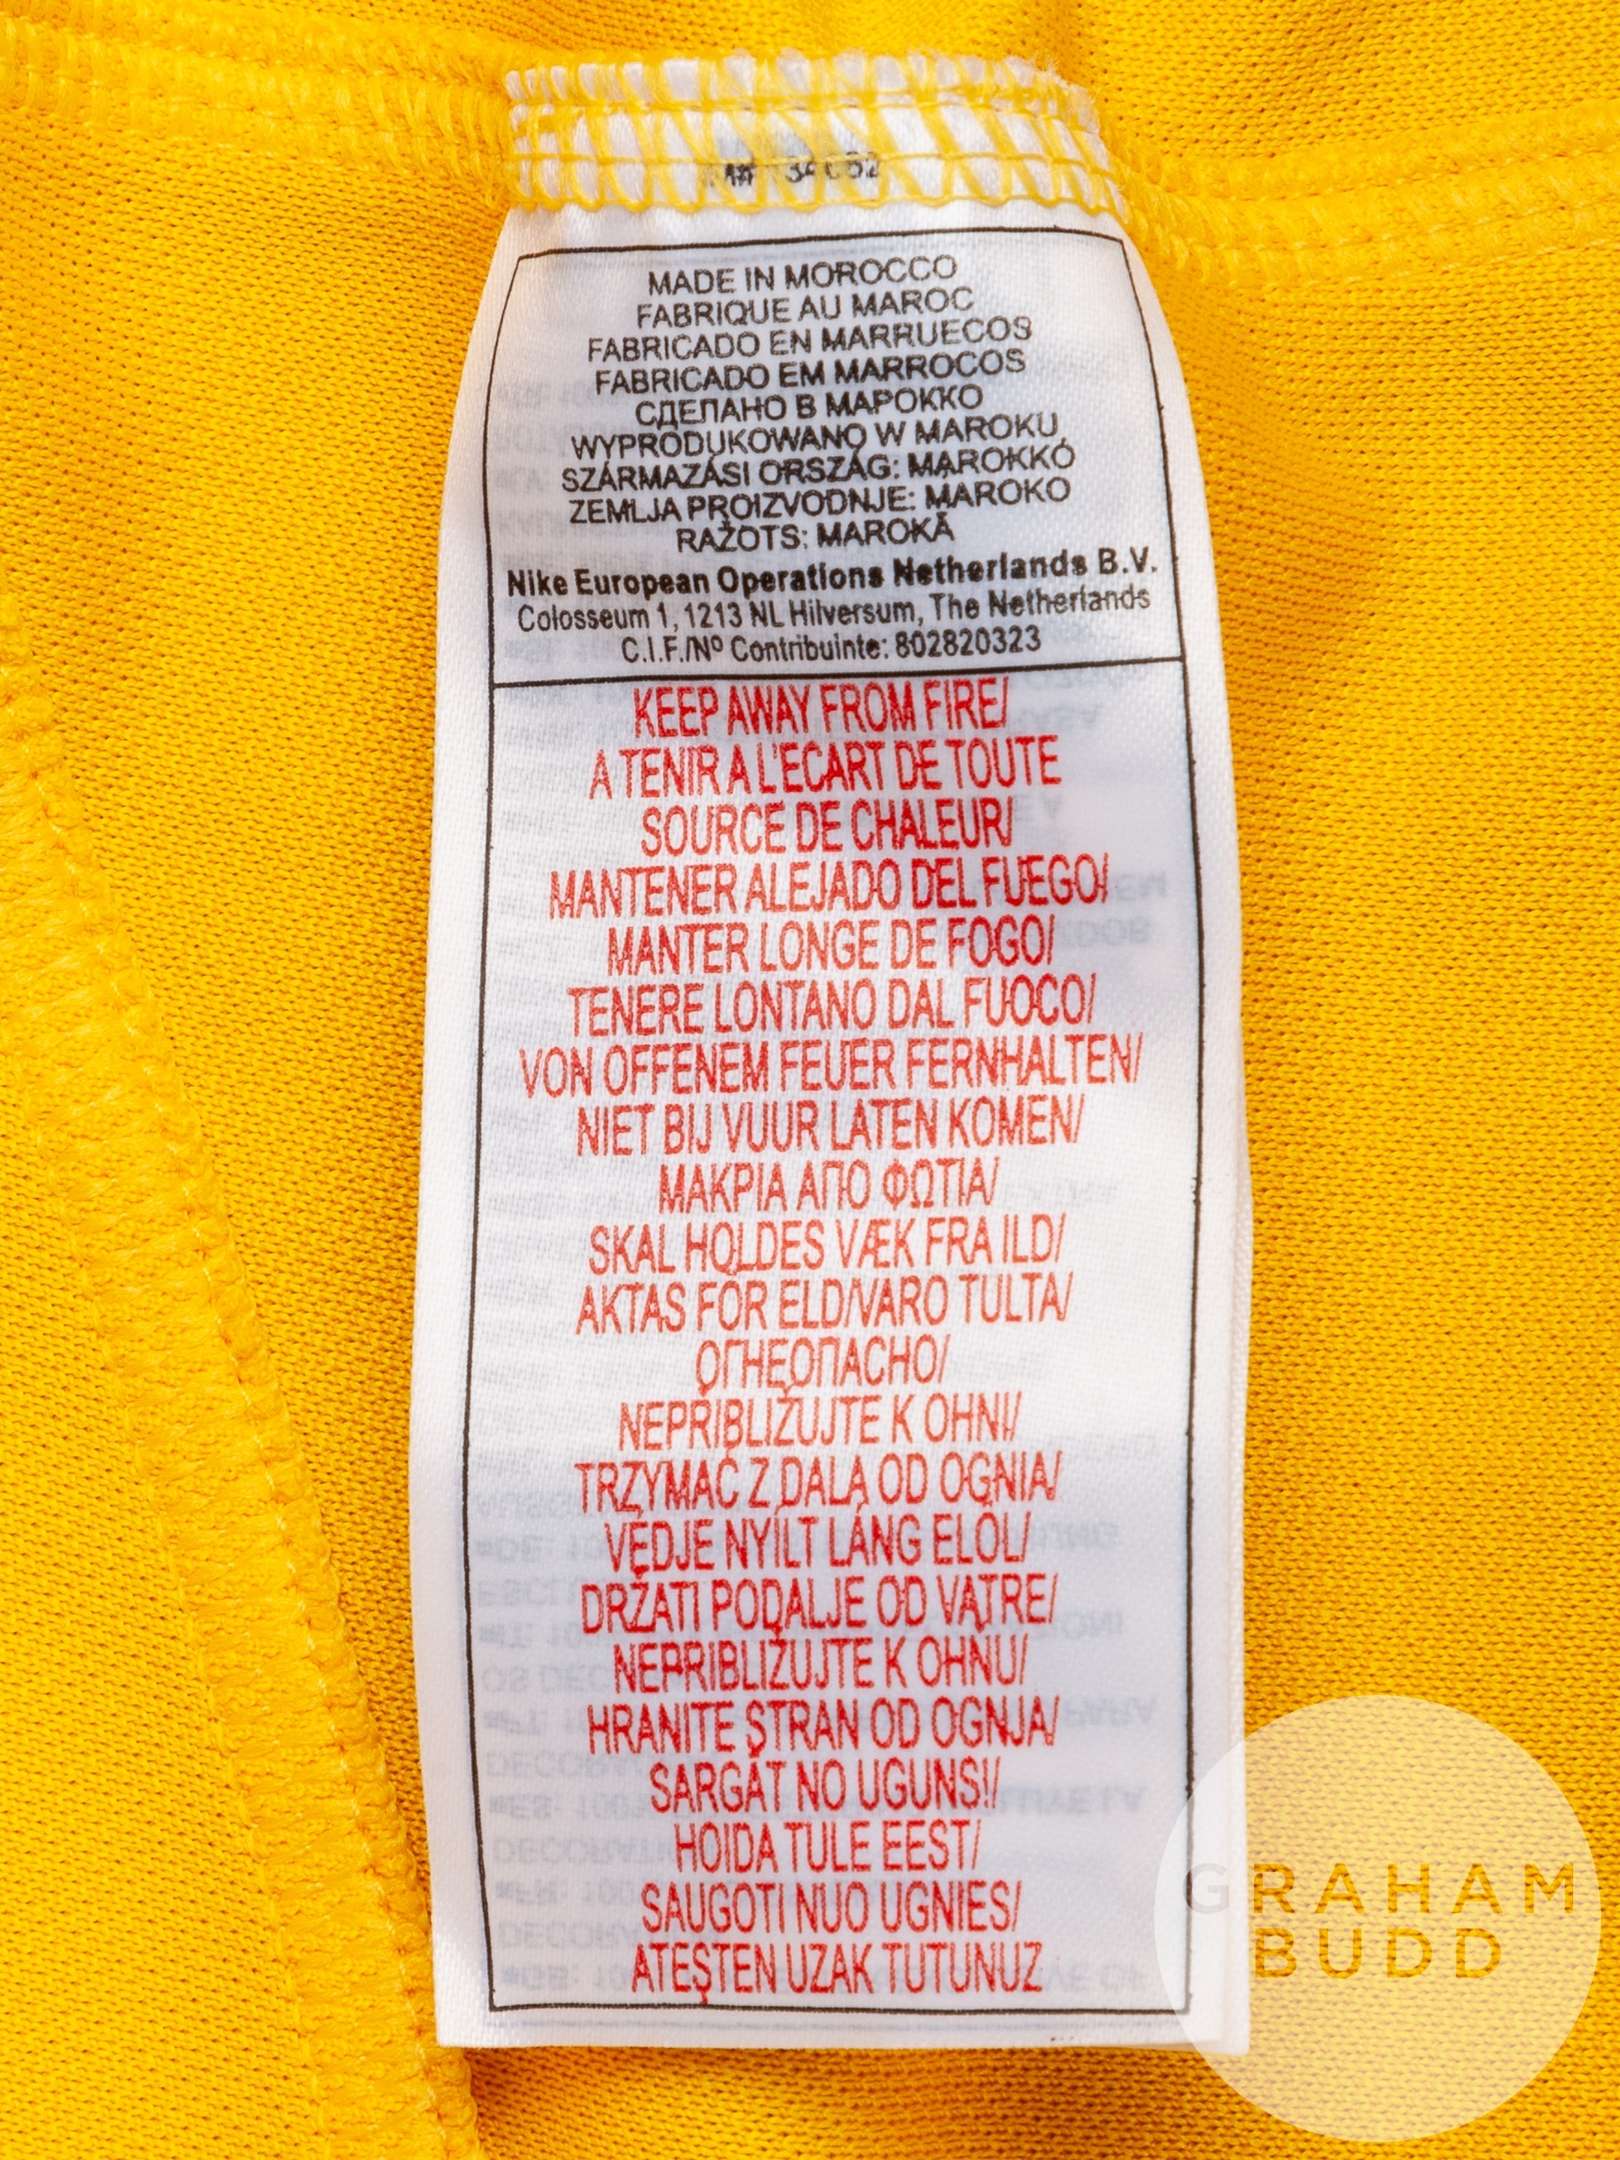 MADE IN MOROCCO
FABRIQUE AU MAROC
FABRICADO EN MARRUECOS
FABRICADO EM MARROCOS
СДЕЛАНО В МАРОККО
WYPRODUKOWANO W MAROKU
SZÁRMAZÁSI ORSZÁG: MAROKKÓ
ZEMLJA PROIZVODNJE: MAROKO
RAŽOTS: MAROKĀ
Nike European Operations Netherlands B.V.
Colosseum 1, 1213 NL Hilversum, The Netherlands
C.I.F./Nº Contribuinte: 802820323
KEEP AWAY FROM FIRE/
A TENIR A L'ECART DE TOUTE
SOURCE DE CHALEUR/
MANTENER ALEJADO DEL FUEGO/
MANTER LONGE DE FOGO/
TENERE LONTANO DAL FUOCO/
VON OFFENEM FEUER FERNHALTEN/
NIET BIJ VUUR LATEN KOMEN/
ΜΑΚΡΙΑ ΑΠΟ ΦΩΤΙΑ/
SKAL HOLDES VÆK FRA ILD/
AKTAS FÖR ELD/VARO TULTA/
ОГНЕОПАСНО/
NEPŘIBLIŽUJTE K OHNI/
TRZYMAĆ Z DALA OD OGNIA/
VÉDJE NYÍLT LÁNG ELŐL/
DRŽATI PODALJE OD VATRE/
NEPRIBLIŽUJTE K OHŇU/
HRANITE STRAN OD OGNJA/
SARGĀT NO UGUNS!/
HOIDA TULE EEST/
SAUGOTI NUO UGNIES/
ATEŞTEN UZAK TUTUNUZ
GRAHAM
BUDD